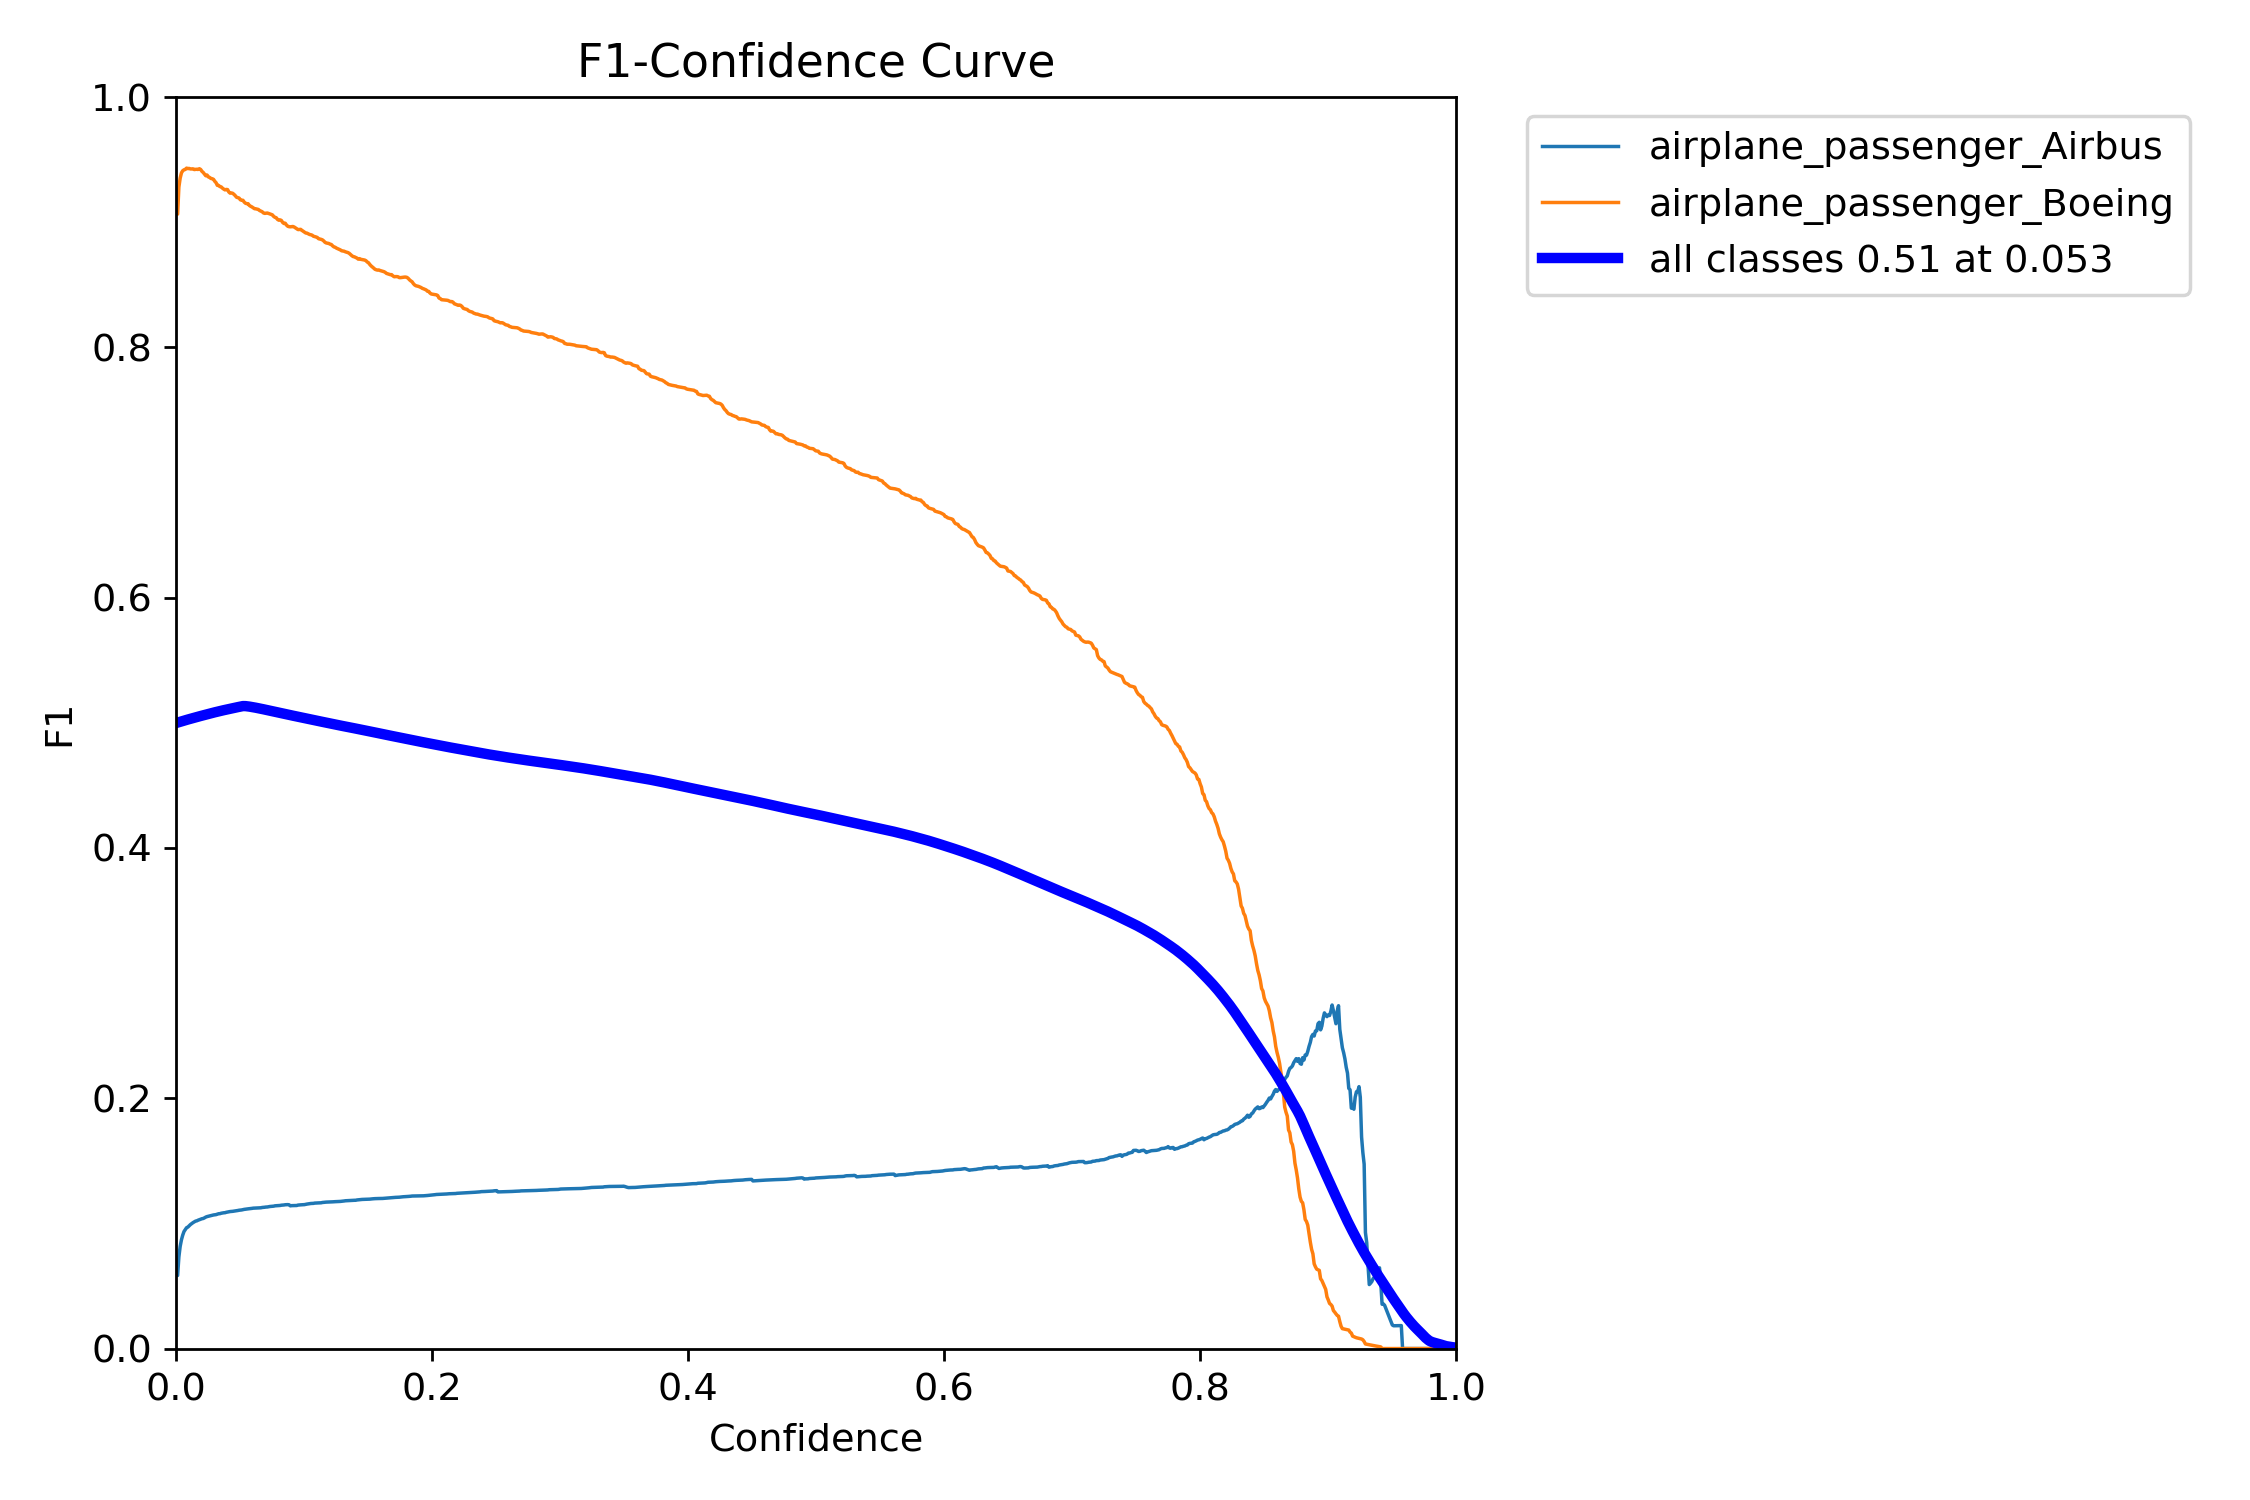 F1-Confidence Curve
1.0
0.8
0.6
0.4
0.2
0.0
F1
0.0 0.2 0.4 0.6 0.8 1.0
Confidence
airplane_passenger_Airbus
airplane_passenger_Boeing
all classes 0.51 at 0.053